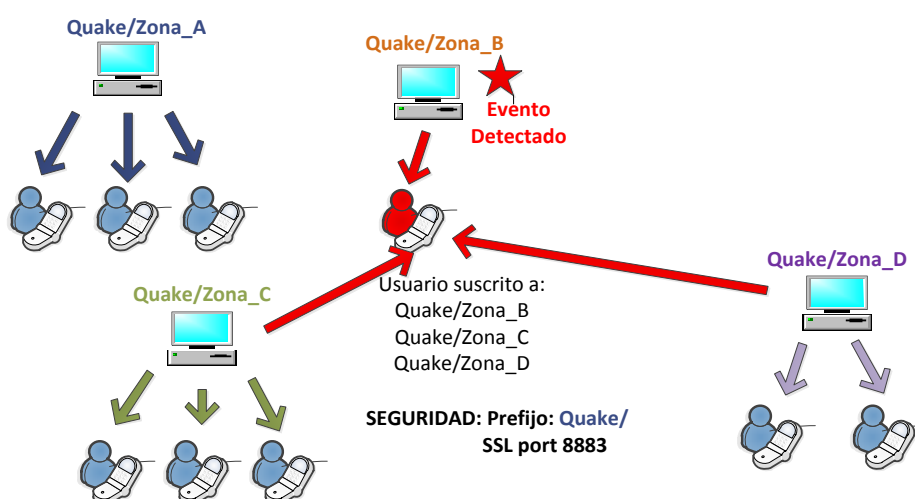 Quake/Zona_A
Quake/Zona_B
Evento
Detectado
Quake/Zona_C
Quake/Zona_D
Usuario suscrito a:
Quake/Zona_B
Quake/Zona_C
Quake/Zona_D
SEGURIDAD: Prefijo: Quake/
SSL port 8883